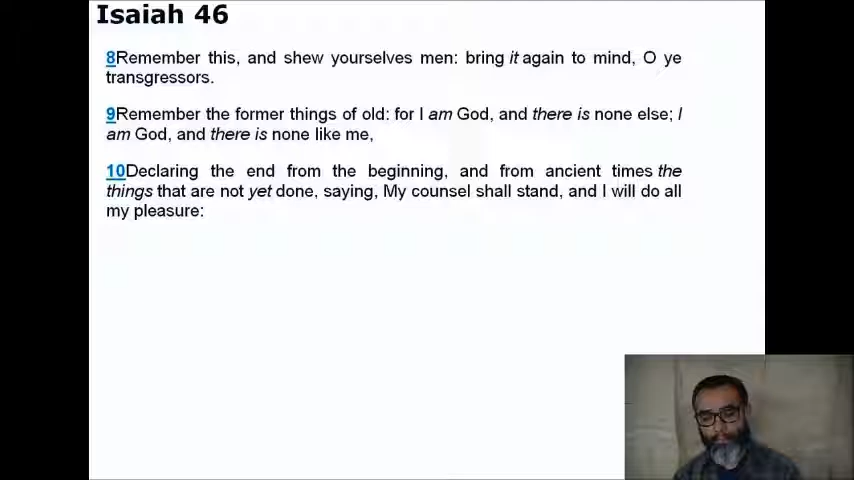 Isaiah 46
8Remember this, and shew yourselves men: bring it again to mind, O ye
transgressors.
9Remember the former things of old: for I am God, and there is none else; I
am God, and there is none like me,
10Declaring the end from the beginning, and from ancient times the
things that are not yet done, saying, My counsel shall stand, and I will do all
my pleasure: